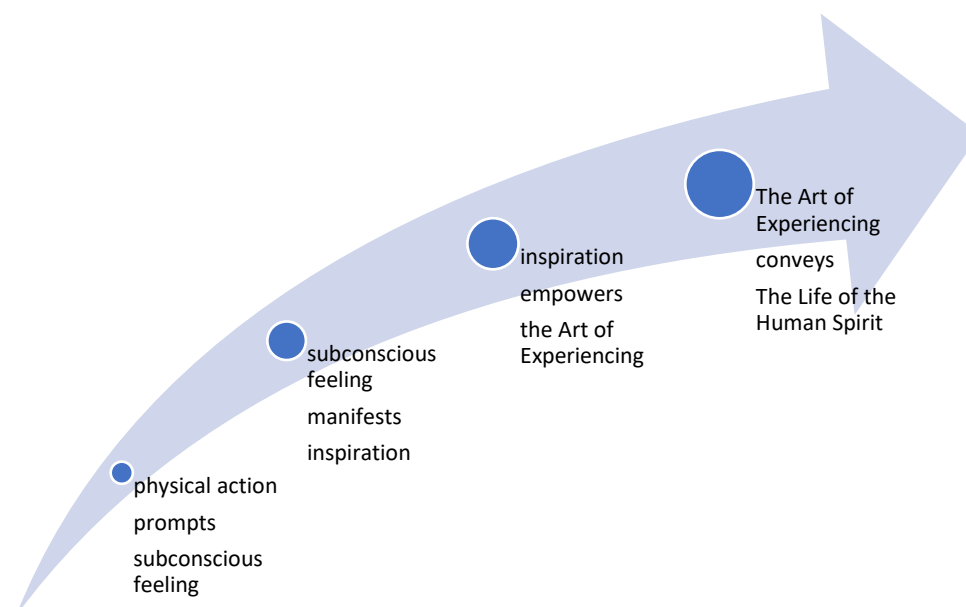 physical action
prompts
subconscious
feeling
subconscious
feeling
manifests
inspiration
inspiration
empowers
the Art of
Experiencing
The Art of
Experiencing
conveys
The Life of the
Human Spirit